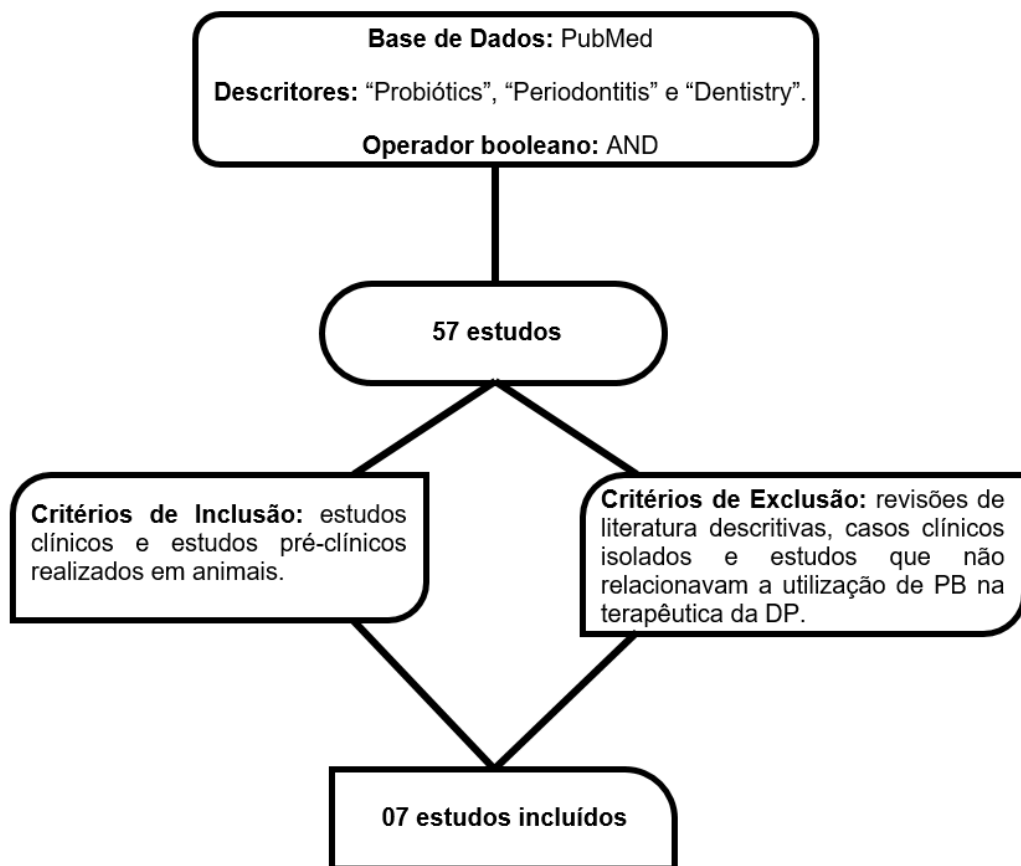 Base de Dados: PubMed
Descritores: “Probiótics”, “Periodontitis” e “Dentistry”.
Operador booleano: AND
57 estudos
Critérios de Inclusão: estudos
clínicos e estudos pré-clínicos
realizados em animais.
Critérios de Exclusão: revisões de
literatura descritivas, casos clínicos
isolados e estudos que não
relacionavam a utilização de PB na
terapêutica da DP.
07 estudos incluídos